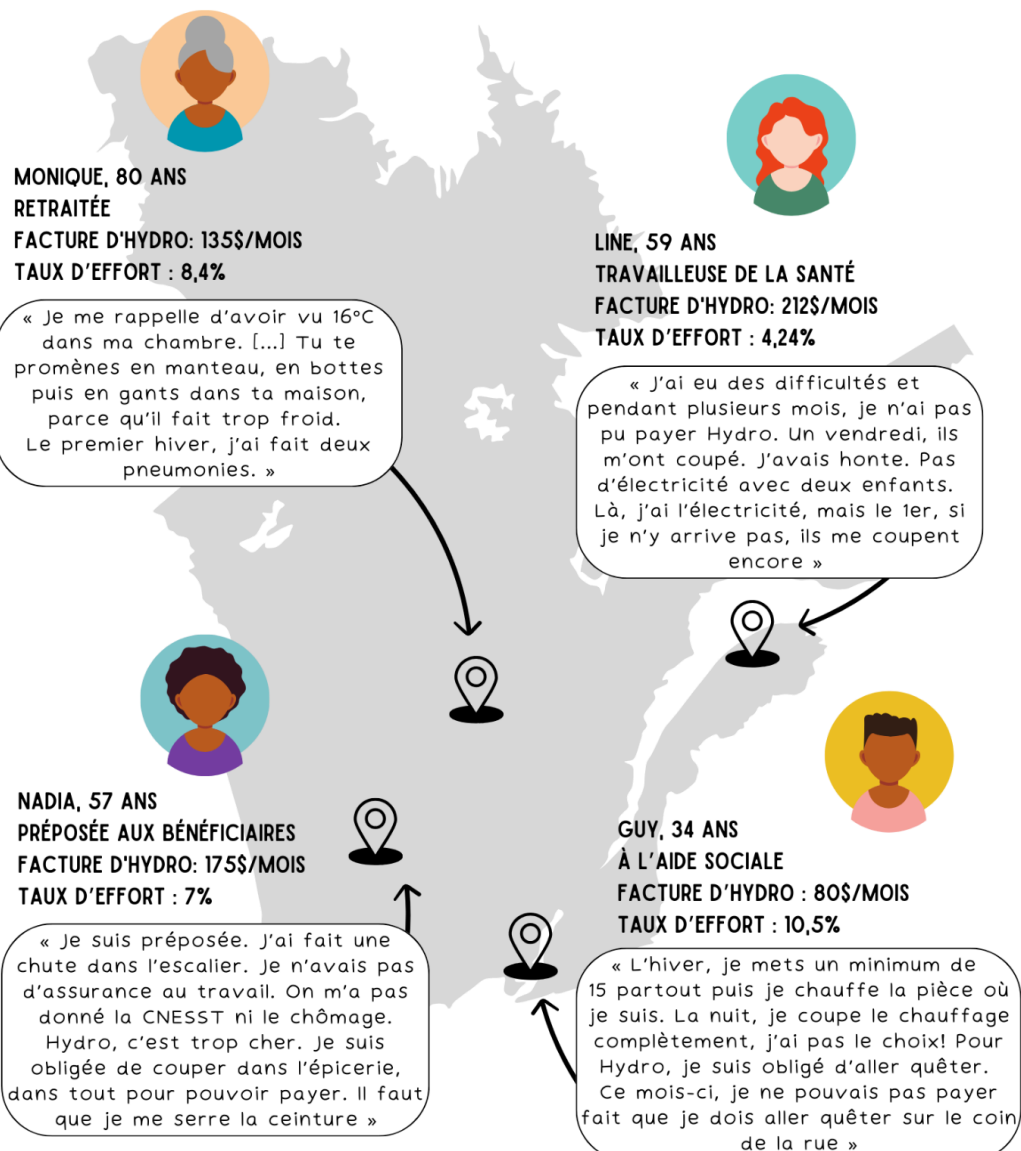 MONIQUE, 80 ANS
RETRAITÉE
FACTURE D'HYDRO: 135$/MOIS
TAUX D'EFFORT : 8,4%
« Je me rappelle d'avoir vu 16°C
dans ma chambre. [...] Tu te
promènes en manteau, en bottes
puis en gants dans ta maison,
parce qu'il fait trop froid.
Le premier hiver, j'ai fait deux
pneumonies. »
LINE, 59 ANS
TRAVAILLEUSE DE LA SANTÉ
FACTURE D'HYDRO: 212$/MOIS
TAUX D'EFFORT : 4,24%
« J'ai eu des difficultés et
pendant plusieurs mois, je n'ai pas
pu payer Hydro. Un vendredi, ils
m'ont coupé. J'avais honte. Pas
d'électricité avec deux enfants.
Là, j'ai l'électricité, mais le 1er, si
je n'y arrive pas, ils me coupent
encore »
NADIA, 57 ANS
PRÉPOSÉE AUX BÉNÉFICIAIRES
FACTURE D'HYDRO: 175$/MOIS
TAUX D'EFFORT : 7%
« Je suis préposée. J'ai fait une
chute dans l'escalier. Je n'avais pas
d'assurance au travail. On m'a pas
donné la CNESST ni le chômage.
Hydro, c'est trop cher. Je suis
obligée de couper dans l'épicerie,
dans tout pour pouvoir payer. Il faut
que je me serre la ceinture »
GUY, 34 ANS
À L'AIDE SOCIALE
FACTURE D'HYDRO : 80$/MOIS
TAUX D'EFFORT : 10,5%
« L'hiver, je mets un minimum de
15 partout puis je chauffe la pièce où
je suis. La nuit, je coupe le chauffage
complètement, j'ai pas le choix! Pour
Hydro, je suis obligé d'aller quêter.
Ce mois-ci, je ne pouvais pas payer
fait que je dois aller quêter sur le coin
de la rue »